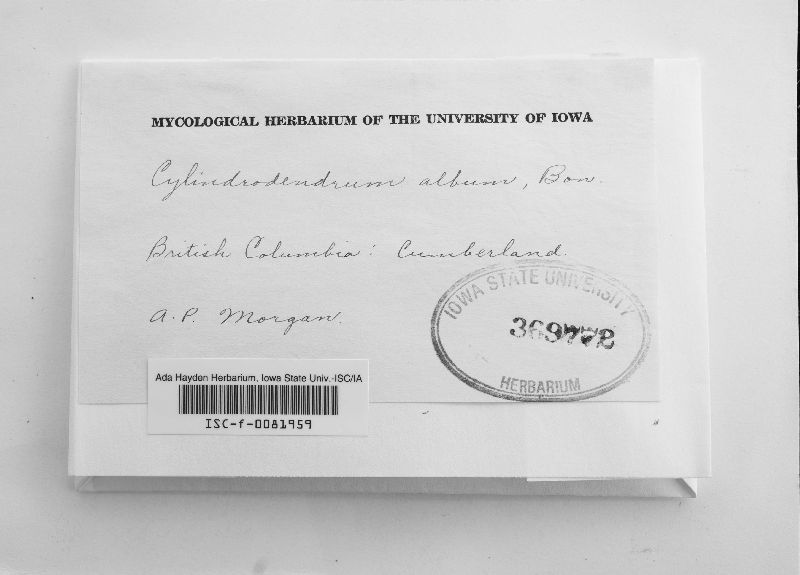 MYCOLOGICAL HERBARIUM OF THE UNIVERSITY OF IOWA
Cylindrodendrum album, Bon.
British Columbia: Cumberland.
A.P. Morgan.
IOWA STATE UNIVERSITY
369772
HERBARIUM
Ada Hayden Herbarium, Iowa State Univ.-ISC/IA
ISC-f-0081959